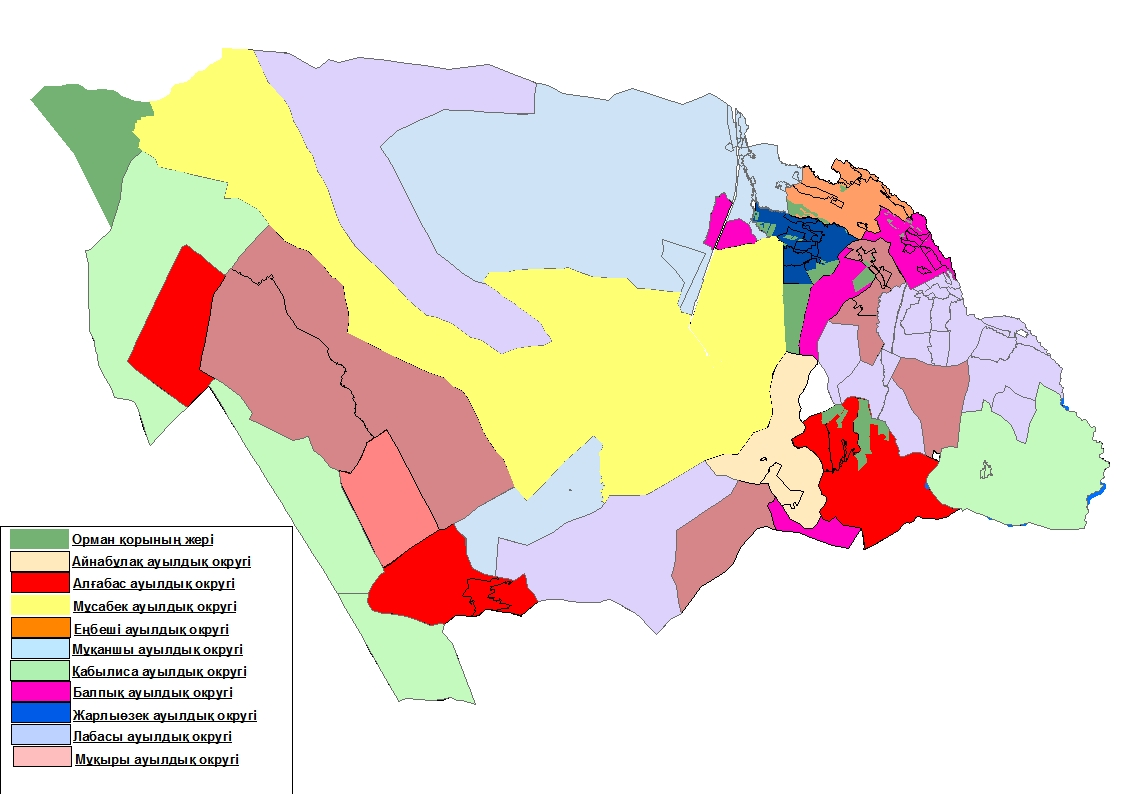 Орман қорының жері
Айнабұлақ ауылдық округі
Алғабас ауылдық округі
Мұсабек ауылдық округі
Еңбеші ауылдық округі
Мұқаншы ауылдық округі
Қабылиса ауылдық округі
Балпық ауылдық округі
Жарлыөзек ауылдық округі
Лабасы ауылдық округі
Мұқыры ауылдық округі